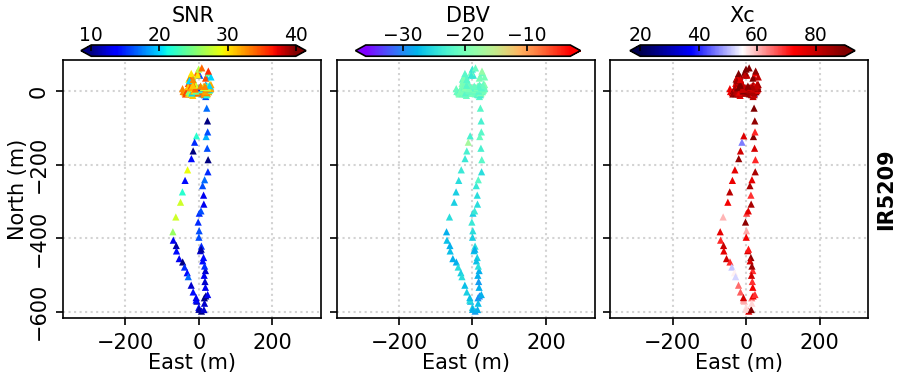 SNR DBV Xc
10 20 30 40 −30 −20 −10 20 40 60 80
North (m)
0
−200
−400
−600
IR5209
−200 0 200 −200 0 200 −200 0 200
East (m) East (m) East (m)